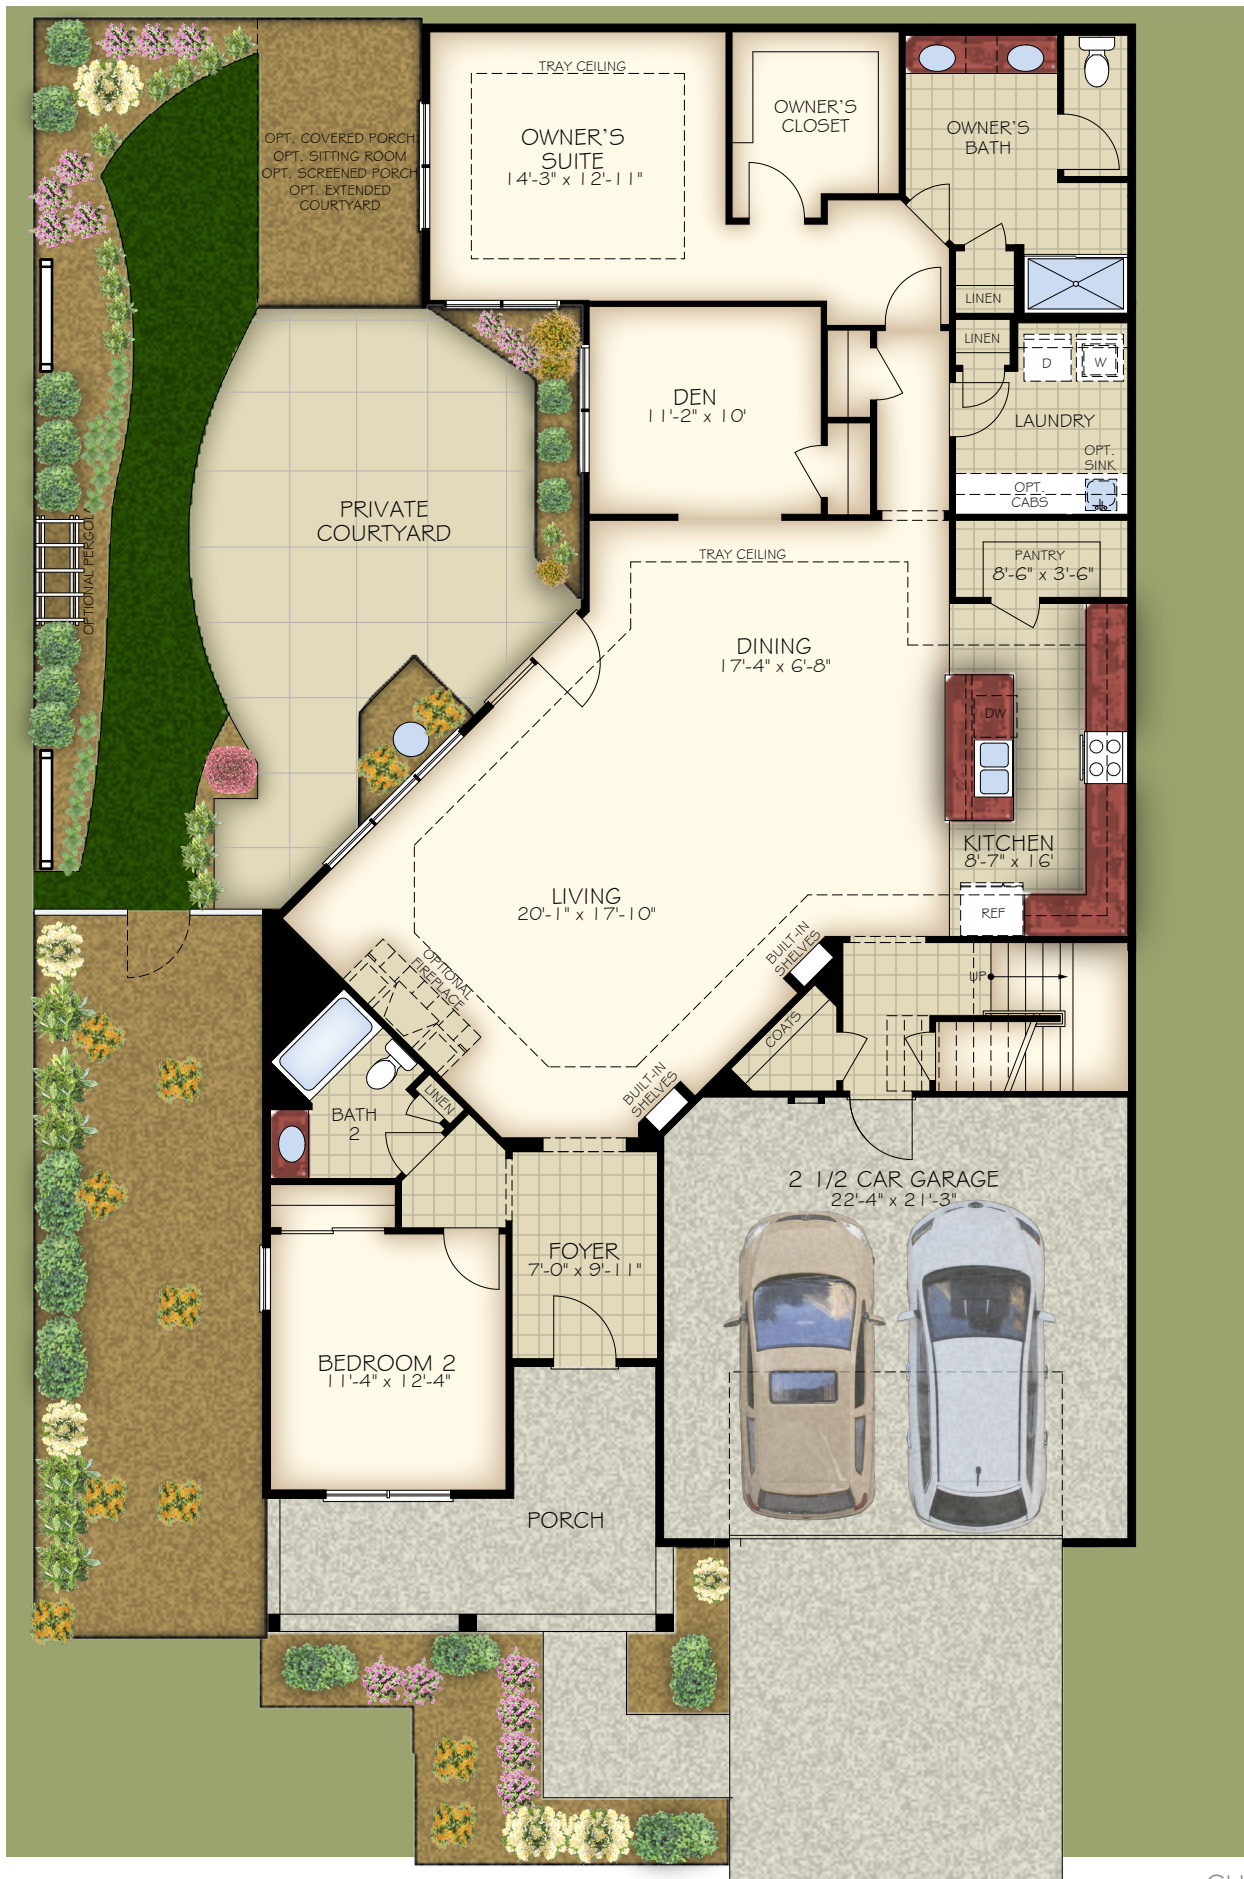 TRAY CEILING
OWNER'S
SUITE
14'-3" x 12'-11"
OWNER'S
CLOSET
OWNER'S
BATH
OPT. COVERED PORCH
OPT. SITTING ROOM
OPT. SCREENED PORCH
OPT. EXTENDED
COURTYARD
LINEN
LINEN
D
W
DEN
11'-2" x 10'
LAUNDRY
OPT.
SINK
OPT.
CABS
PRIVATE
COURTYARD
OPTIONAL PERGOLA
TRAY CEILING
PANTRY
8'-6" x 3'-6"
DINING
17'-4" x 6'-8"
DW
KITCHEN
8'-7" x 16'
LIVING
20'-1" x 17'-10"
REF
BUILT-IN
SHELVES
OPTIONAL
FIREPLACE
UP
COATS
BUILT-IN
SHELVES
LINEN
BATH
2
2 1/2 CAR GARAGE
22'-4" x 21'-3"
FOYER
7'-0" x 9'-11"
BEDROOM 2
11'-4" x 12'-4"
PORCH